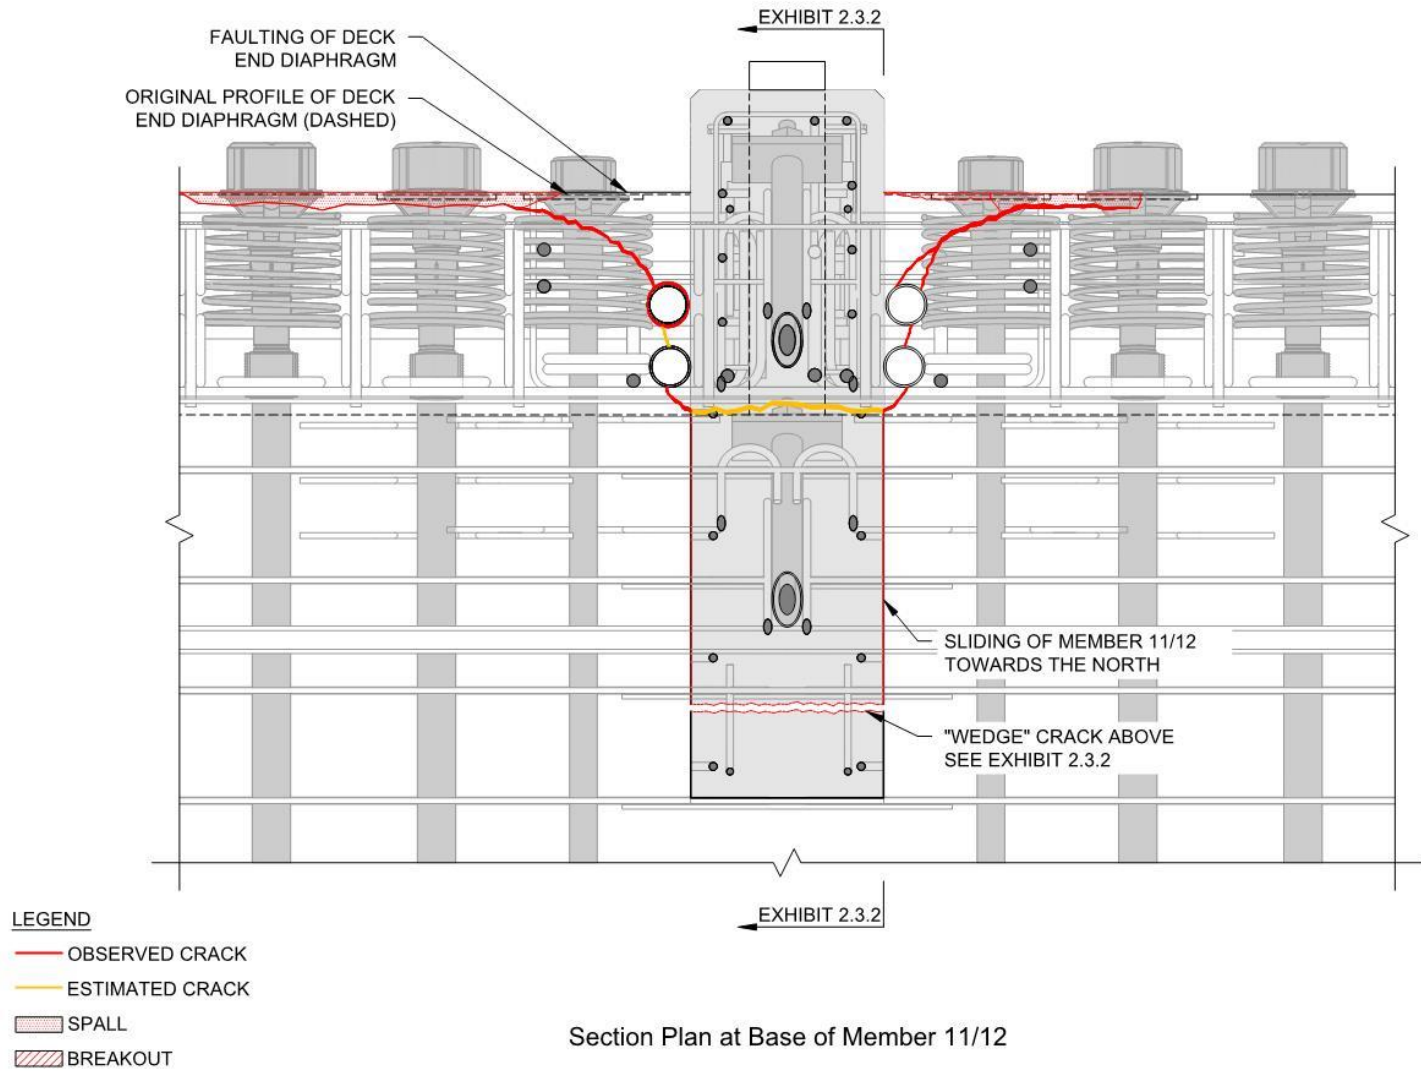 EXHIBIT 2.3.2
FAULTING OF DECK
END DIAPHRAGM
ORIGINAL PROFILE OF DECK
END DIAPHRAGM (DASHED)
SLIDING OF MEMBER 11/12
TOWARDS THE NORTH
"WEDGE" CRACK ABOVE
SEE EXHIBIT 2.3.2
EXHIBIT 2.3.2
LEGEND
OBSERVED CRACK
ESTIMATED CRACK
SPALL
BREAKOUT
Section Plan at Base of Member 11/12